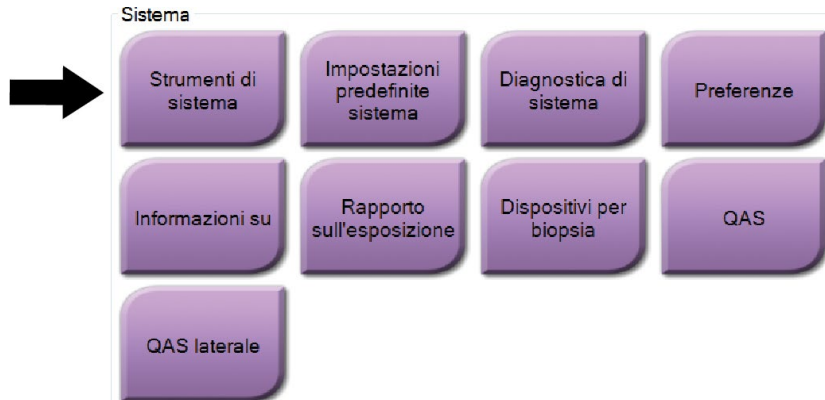 Sistema
Strumenti di
sistema
Impostazioni
predefinite
sistema
Diagnostica di
sistema
Preferenze
Informazioni su
Rapporto
sull'esposizione
Dispositivi per
biopsia
QAS
QAS laterale